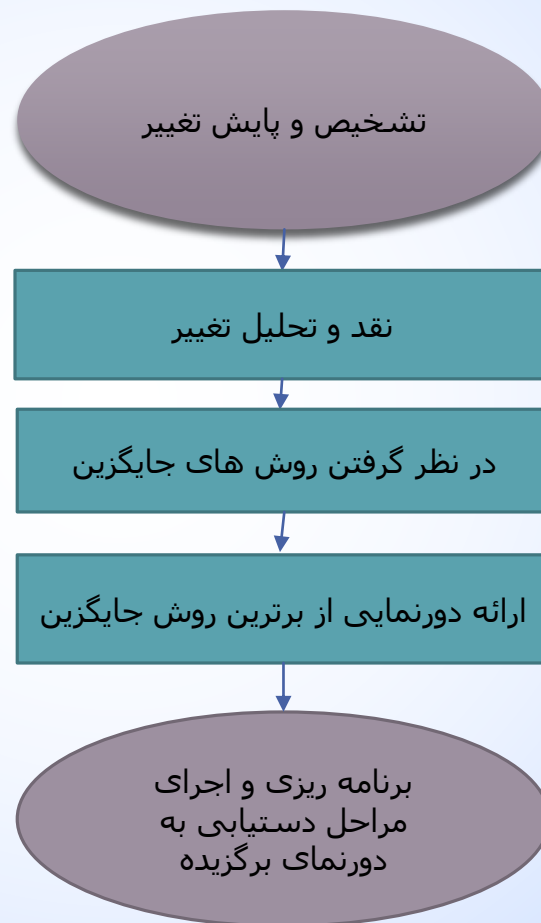 تشخیص و پایش تغییر
نقد و تحلیل تغییر
در نظر گرفتن روش های جایگزین
ارائه دورنمایی از برترین روش جایگزین
برنامه ریزی و اجرای
مراحل دستیابی به
دورنمای برگزیده